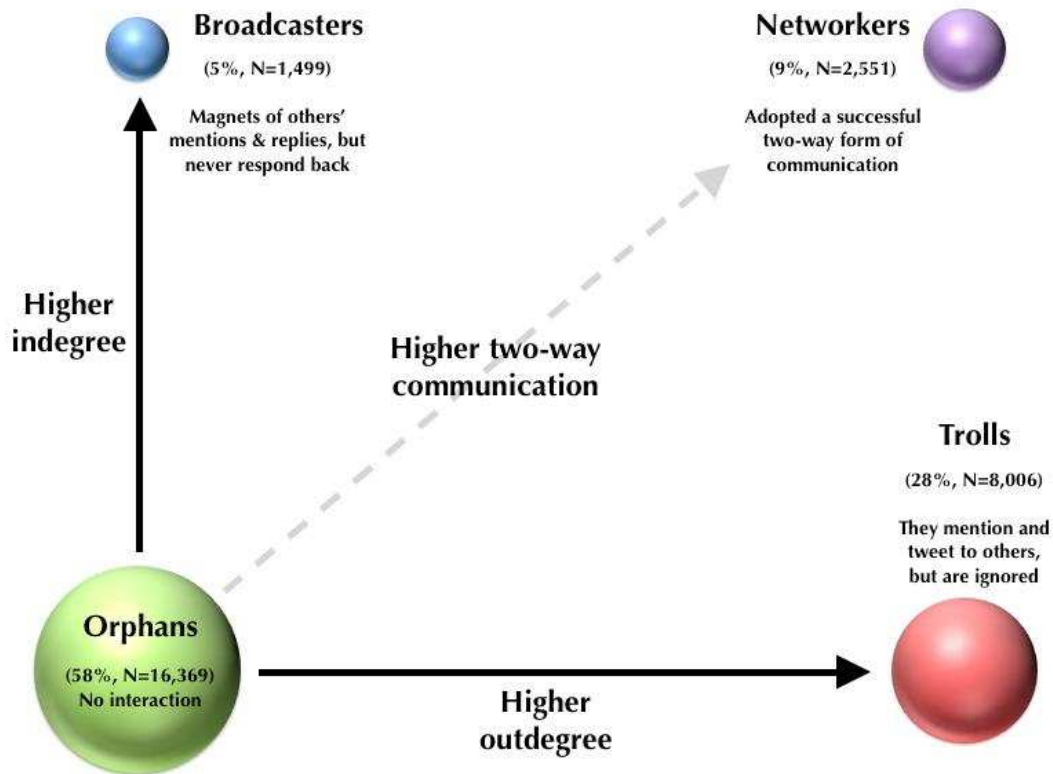 Broadcasters
(5%, N=1,499)
Magnets of others’
mentions & replies, but
never respond back
Networkers
(9%, N=2,551)
Adopted a successful
two-way form of
communication
Higher
indegree
Higher two-way
communication
Trolls
(28%, N=8,006)
They mention and
tweet to others,
but are ignored
Orphans
(58%, N=16,369)
No interaction
Higher
outdegree